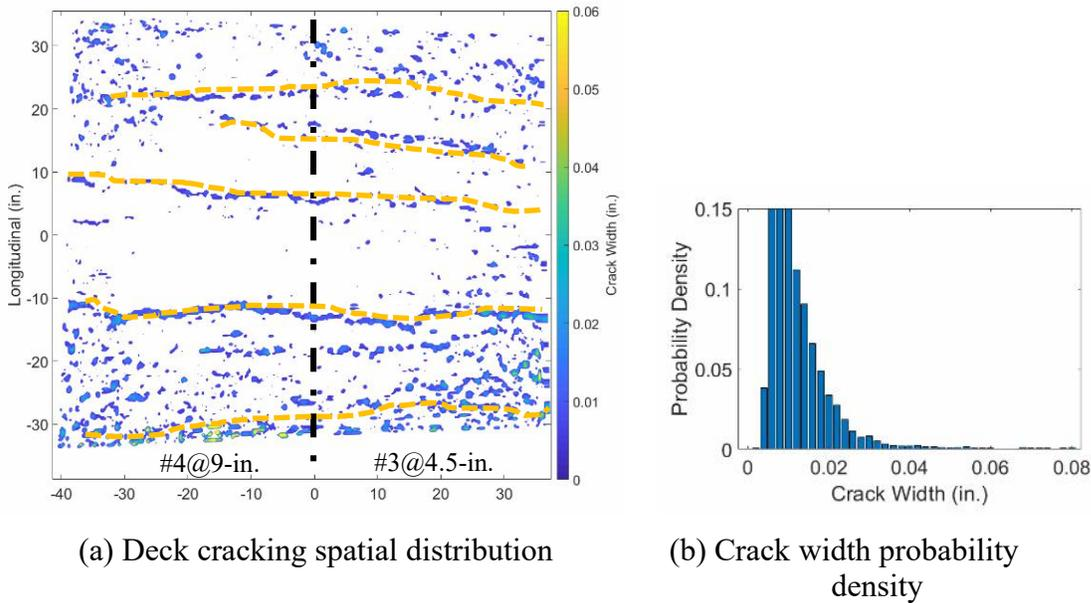 30
20
10
0
-10
-20
-30
Longitudinal (in.)
-40 -30 -20 -10 0 10 20 30
#4@9-in. #3@4.5-in.
0.06
0.05
0.04
0.03
0.02
0.01
0
Crack Width (in.)
(a) Deck cracking spatial distribution
0.15
0.1
0.05
0
Probability Density
0 0.02 0.04 0.06 0.08
Crack Width (in.)
(b) Crack width probability
density